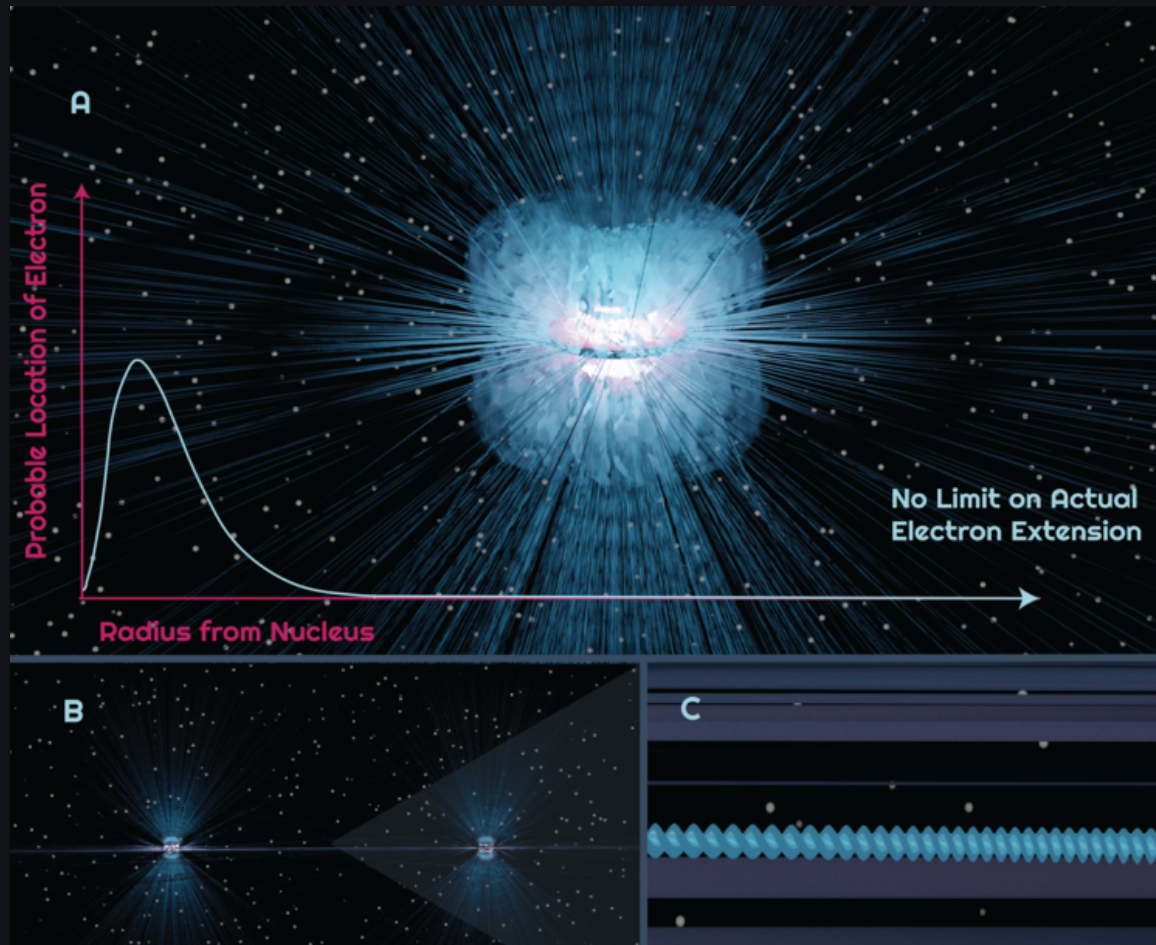 A
Probable Location of Electron
No Limit on Actual
Electron Extension
Radius from Nucleus
B
C